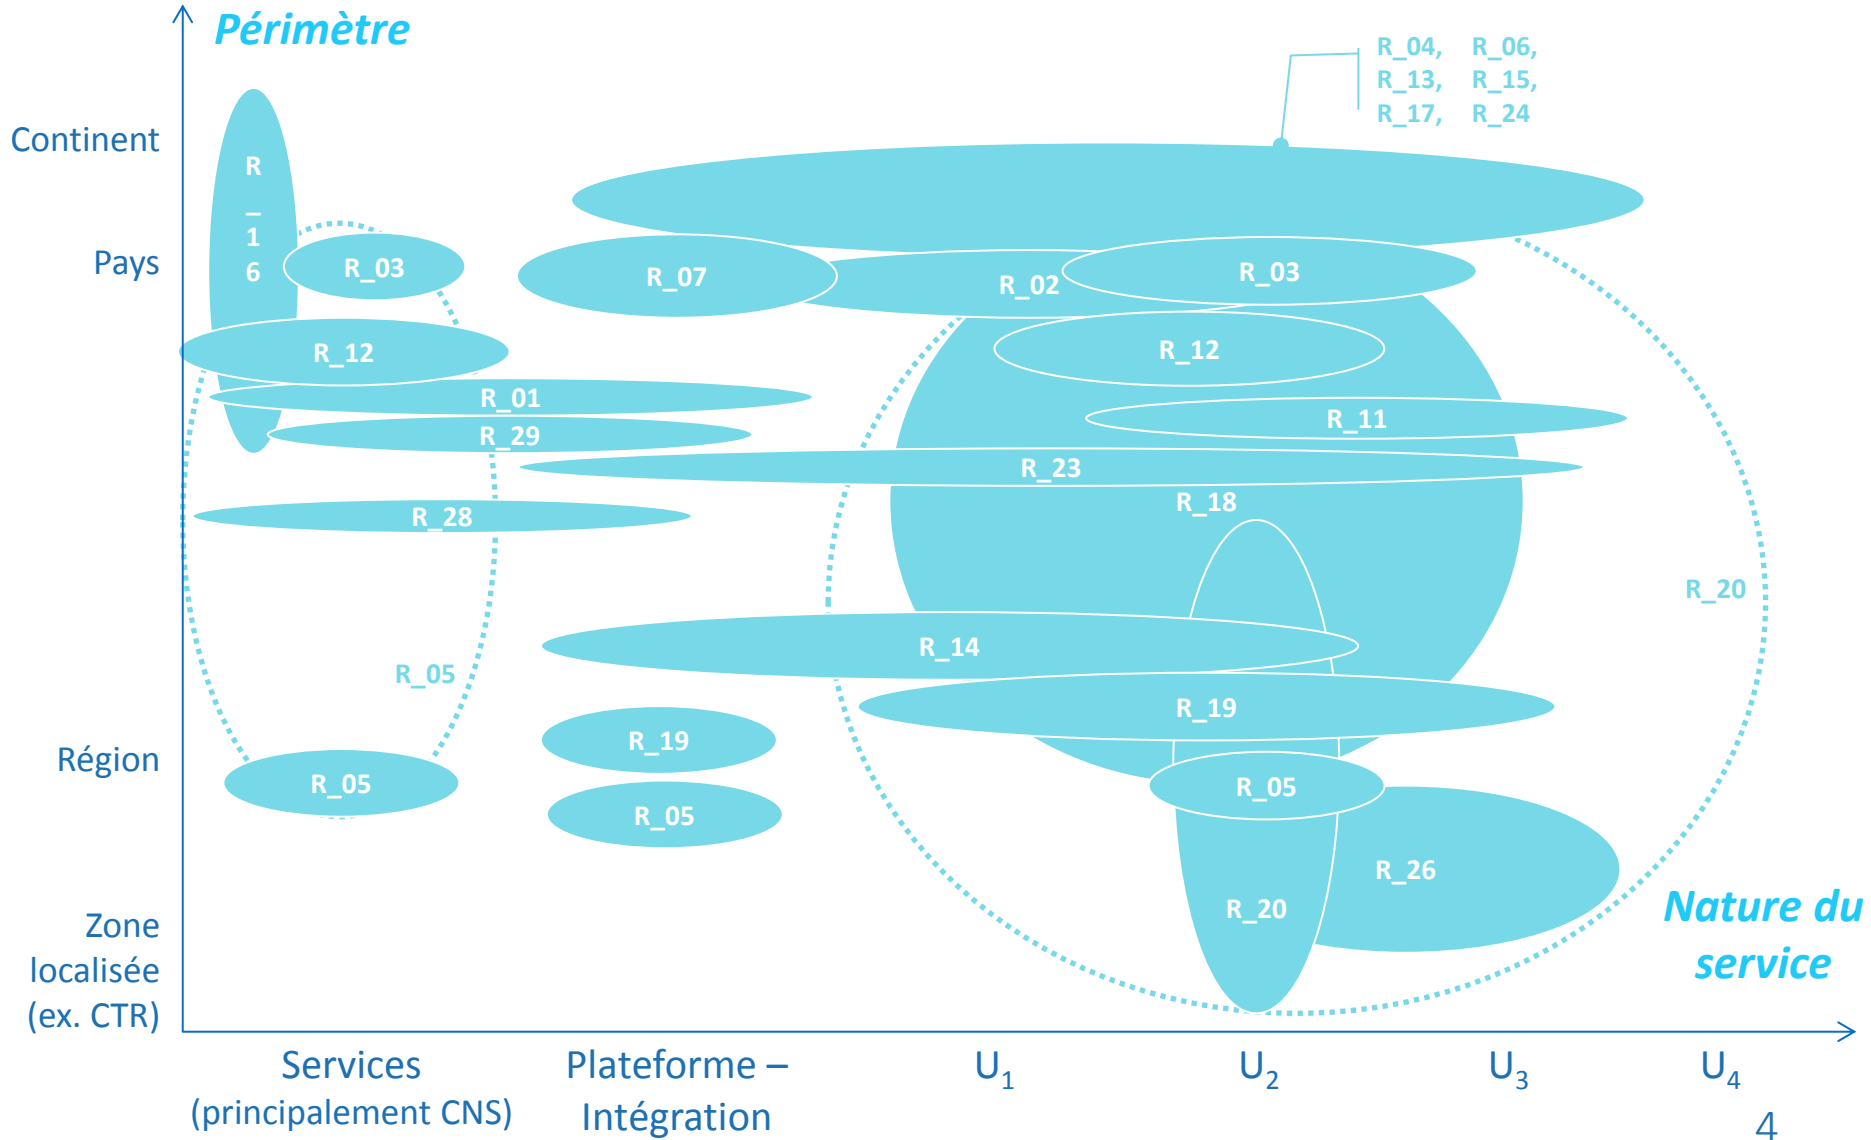 Périmètre
R_04, R_06,
R_13, R_15,
R_17, R_24
Continent
R
_
1
6
Pays
R_03
R_07
R_02
R_03
R_12
R_12
R_01
R_11
R_29
R_23
R_18
R_28
R_20
R_14
R_05
R_19
R_19
Région
R_05
R_05
R_05
R_26
R_20
Zone
localisée
(ex. CTR)
Nature du
service
Services
(principalement CNS)
Plateforme –
Intégration
U₁
U₂
U₃
U₄
4